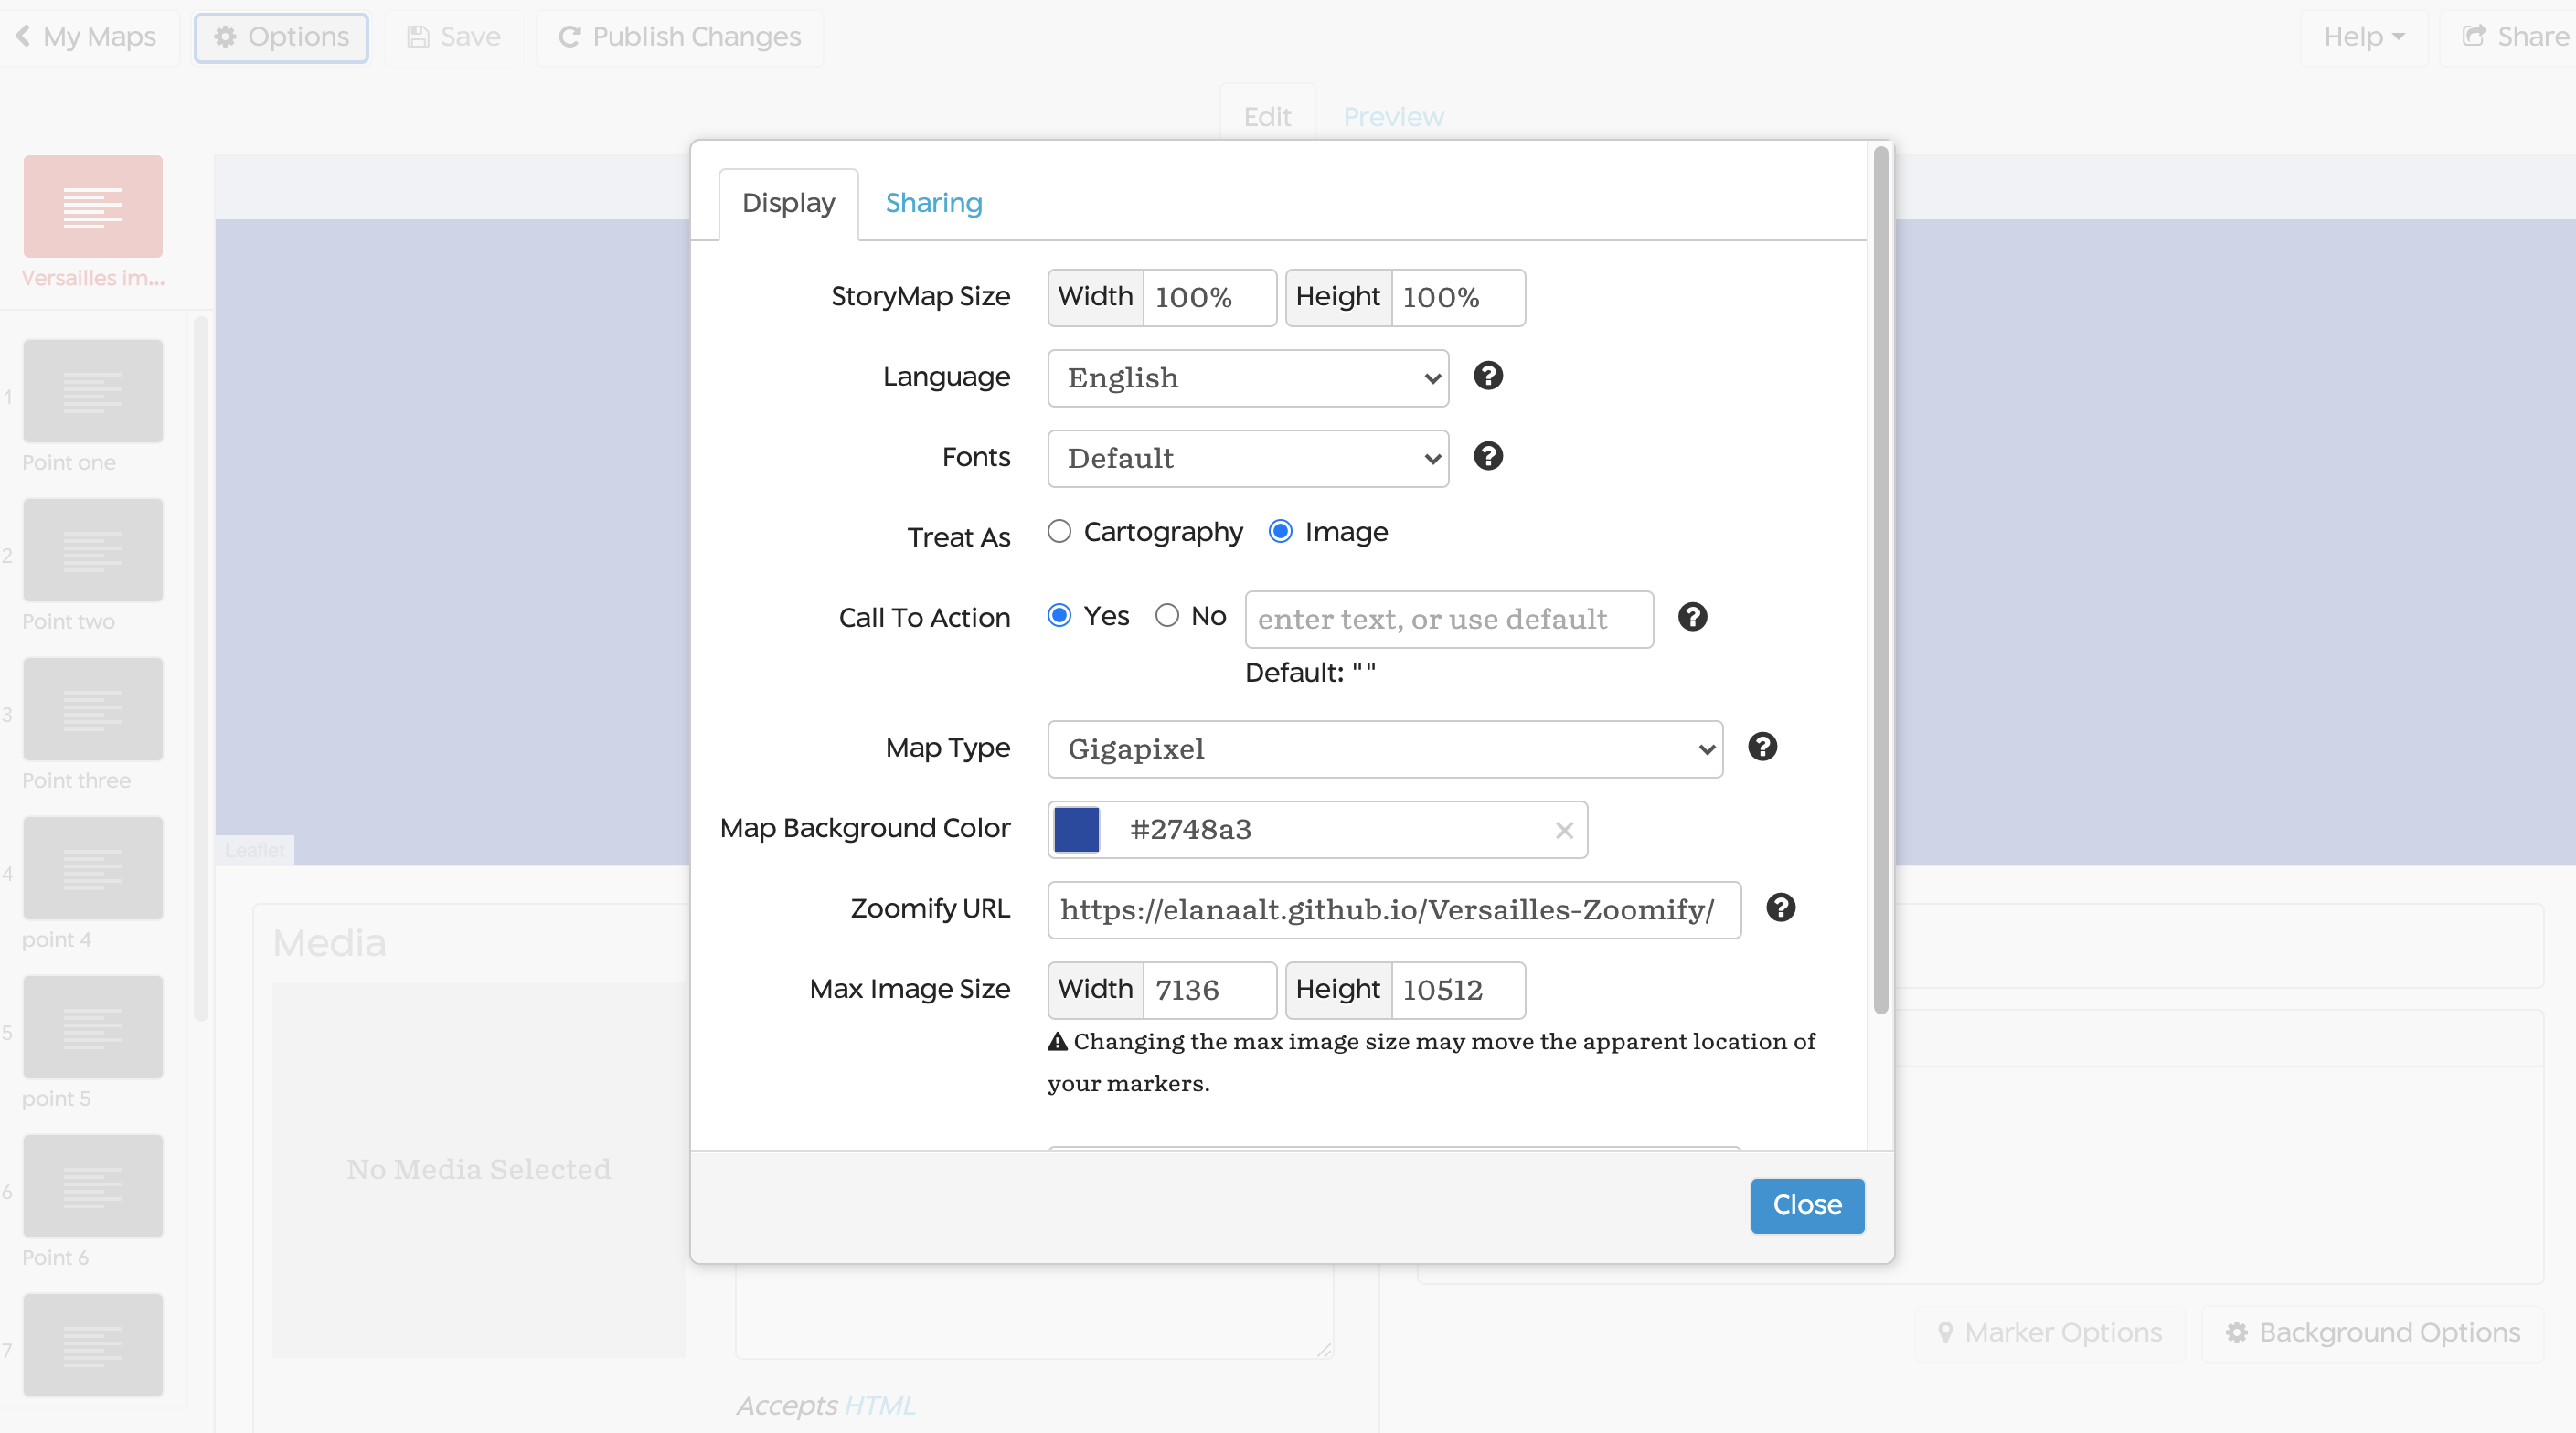 My Maps
Options
Save
Publish Changes
Help
Share
Edit
Preview
Versailles im...
1
Point one
2
Point two
3
Point three
4
point 4
5
point 5
6
Point 6
7
Leaflet
Media
No Media Selected
Display
Sharing
StoryMap Size Width 100% Height 100%
Language English
Fonts Default
Treat As Cartography Image
Call To Action Yes No enter text, or use default
Default: ""
Map Type Gigapixel
Map Background Color #2748a3
Zoomify URL https://elanaalt.github.io/Versailles-Zoomify/
Max Image Size Width 7136 Height 10512
Changing the max image size may move the apparent location of
your markers.
Close
Marker Options
Background Options
Accepts HTML